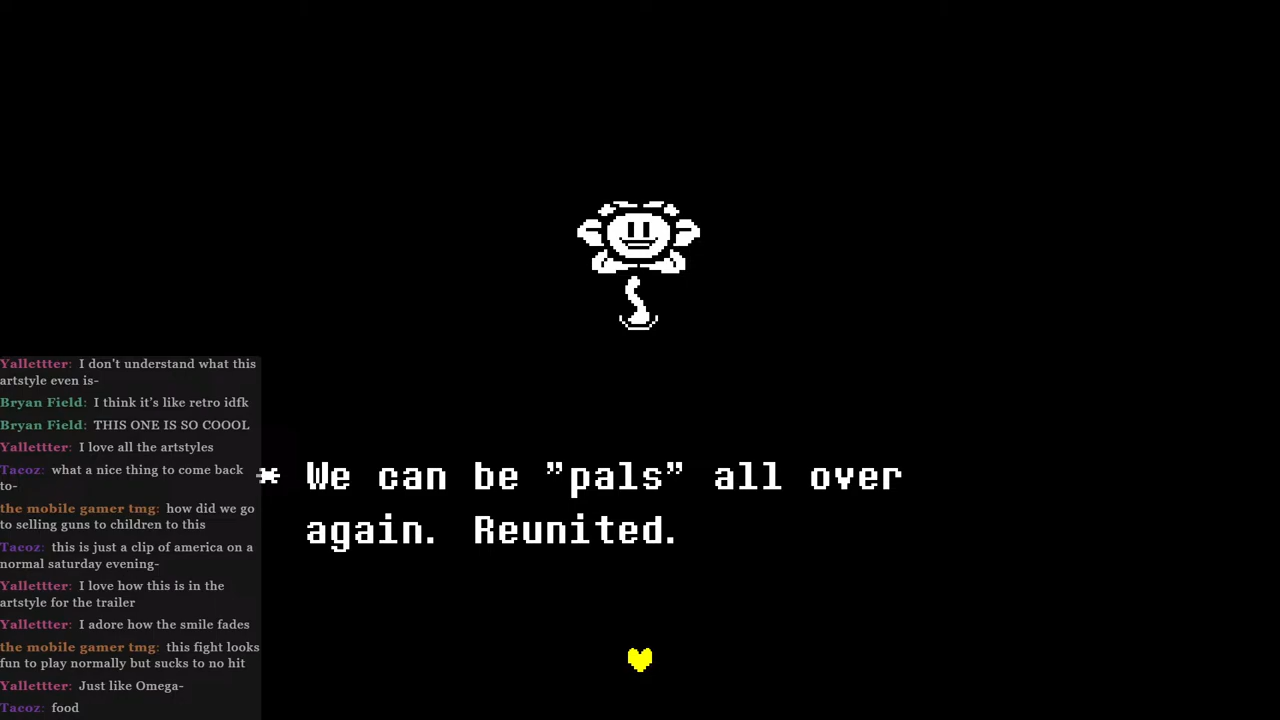 Yallettter: I don't understand what this
artstyle even is-
Bryan Field: I think it's like retro idfk
Bryan Field: THIS ONE IS SO COOOL
Yallettter: I love all the artstyles
Tacoz: what a nice thing to come back
to-
the mobile gamer tmg: how did we go
to selling guns to children to this
Tacoz: this is just a clip of america on a
normal saturday evening-
Yallettter: I love how this is in the
artstyle for the trailer
Yallettter: I adore how the smile fades
the mobile gamer tmg: this fight looks
fun to play normally but sucks to no hit
Yallettter: Just like Omega-
Tacoz: food
* We can be "pals" all over
again. Reunited.